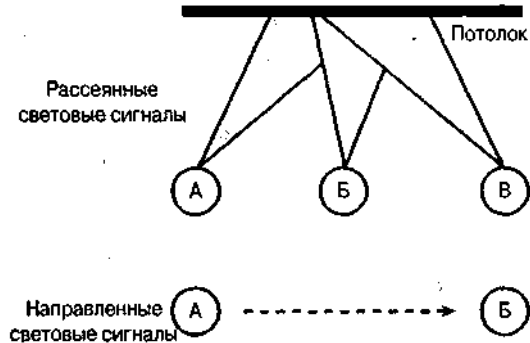 Потолок
Рассеянные
световые сигналы
А
Б
В
Направленные
световые сигналы
А
Б